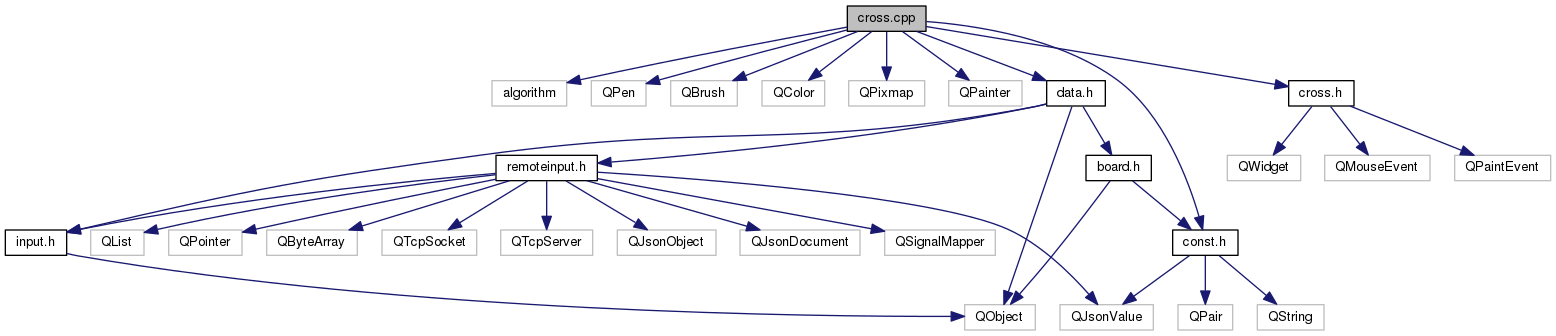 cross.cpp
algorithm
QPen
QBrush
QColor
QPixmap
QPainter
data.h
cross.h
remoteinput.h
board.h
QWidget
QMouseEvent
QPaintEvent
input.h
QList
QPointer
QByteArray
QTcpSocket
QTcpServer
QJsonObject
QJsonDocument
QSignalMapper
const.h
QObject
QJsonValue
QPair
QString